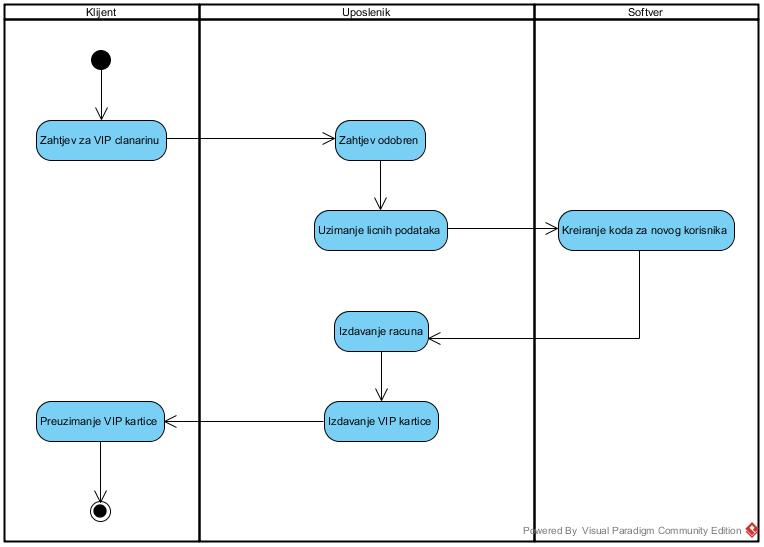 Klijent
Uposlenik
Softver
Zahtjev za VIP clanarinu
Zahtjev odobren
Uzimanje licnih podataka
Kreiranje koda za novog korisnika
Izdavanje racuna
Preuzimanje VIP kartice
Izdavanje VIP kartice
Powered By Visual Paradigm Community Edition